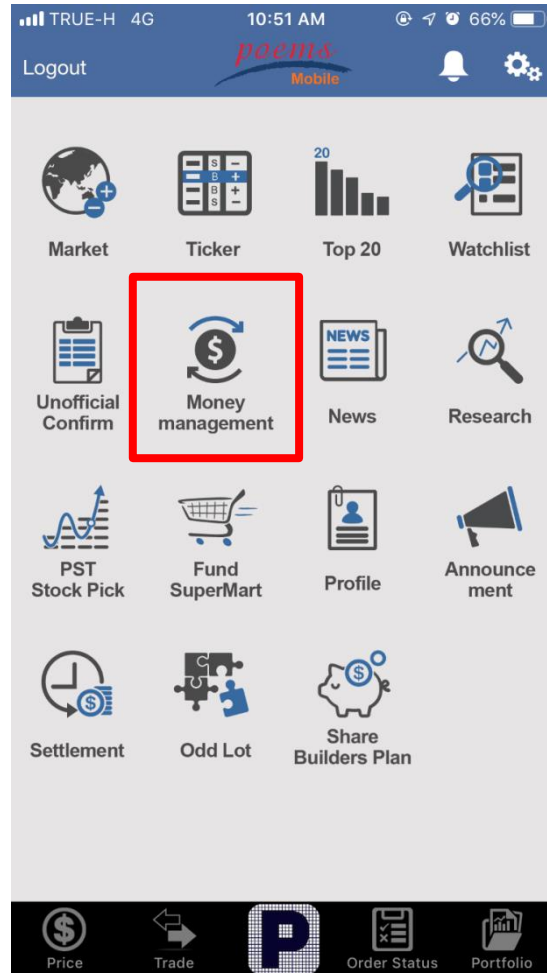 TRUE-H 4G 10:51 AM 66%
Logout
poems
Mobile
20
S
B
B
S
Market Ticker Top 20 Watchlist
$
NEWS
Unofficial
Confirm
Money
management
News
Research
PST
Stock Pick
Fund
SuperMart
Profile
Announce
ment
$
$
Settlement
Odd Lot
Share
Builders Plan
$
P
Price Trade Order Status Portfolio